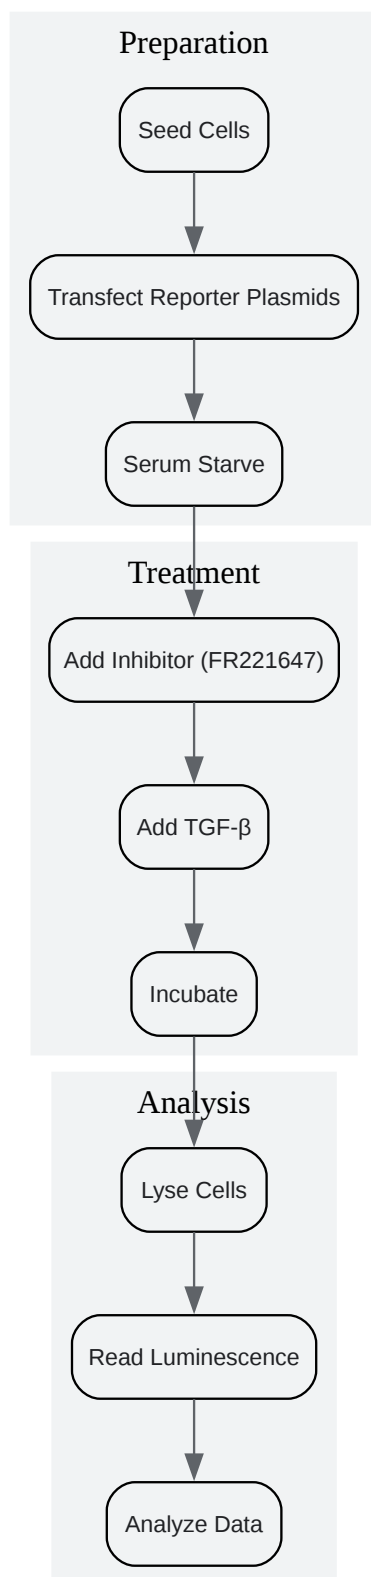 Preparation
Seed Cells
Transfect Reporter Plasmids
Serum Starve
Treatment
Add Inhibitor (FR221647)
Add TGF-β
Incubate
Analysis
Lyse Cells
Read Luminescence
Analyze Data